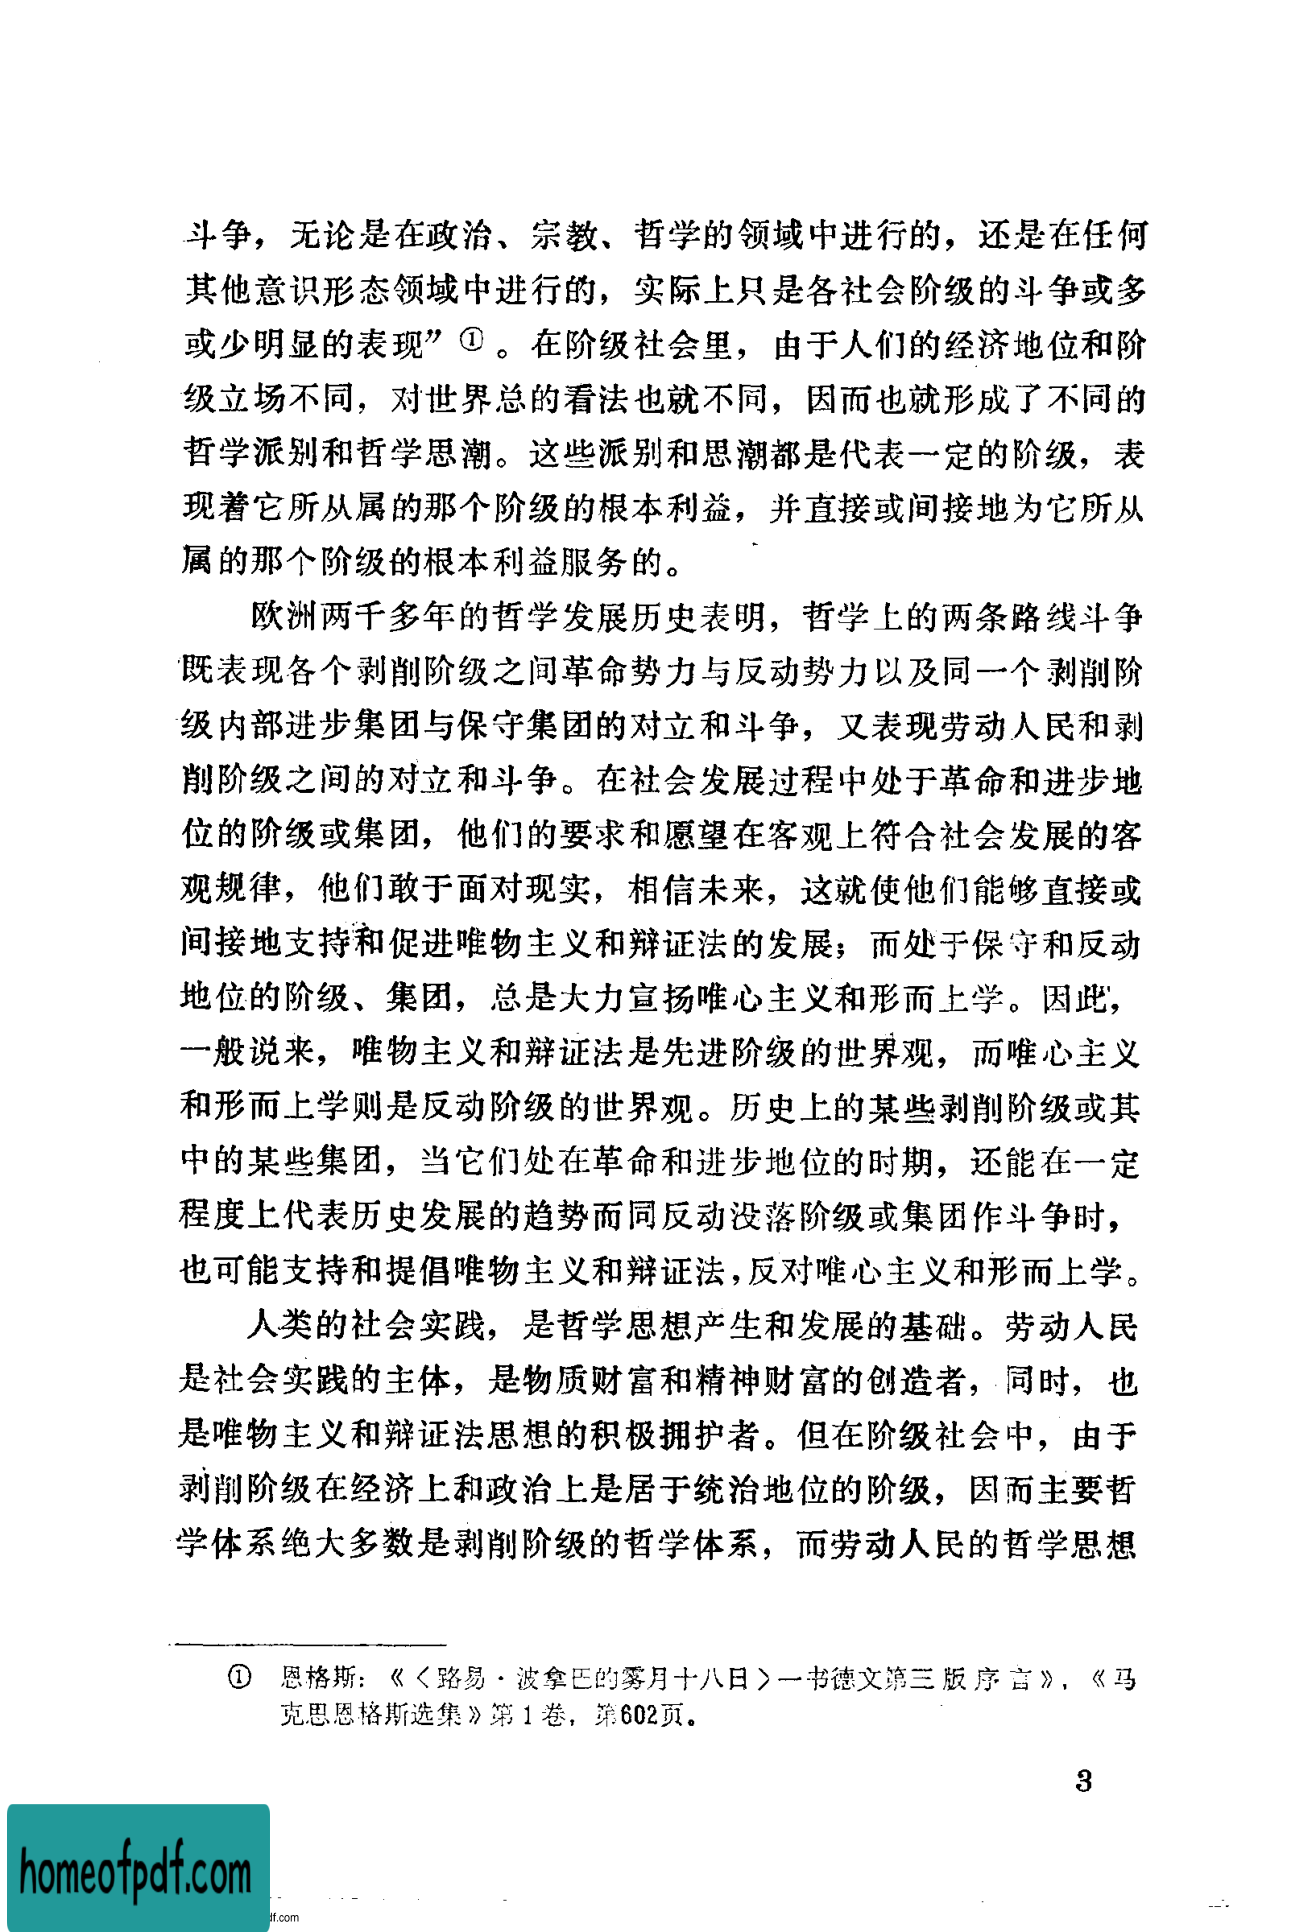 斗争，无论是在政治、宗教、哲学的领域中进行的，还是在任何
其他意识形态领域中进行的，实际上只是各社会阶级的斗争或多
或少明显的表现”①。在阶级社会里，由于人们的经济地位和阶
级立场不同，对世界总的看法也就不同，因而也就形成了不同的
哲学派别和哲学思潮。这些派别和思潮都是代表一定的阶级，表
现着它所从属的那个阶级的根本利益，并直接或间接地为它所从
属的那个阶级的根本利益服务的。
欧洲两千多年的哲学发展历史表明，哲学上的两条路线斗争
既表现各个剥削阶级之间革命势力与反动势力以及同一个剥削阶
级内部进步集团与保守集团的对立和斗争，又表现劳动人民和剥
削阶级之间的对立和斗争。在社会发展过程中处于革命和进步地
位的阶级或集团，他们的要求和愿望在客观上符合社会发展的客
观规律，他们敢于面对现实，相信未来，这就使他们能够直接或
间接地支持和促进唯物主义和辩证法的发展；而处于保守和反动
地位的阶级、集团，总是大力宣扬唯心主义和形而上学。因此，
一般说来，唯物主义和辩证法是先进阶级的世界观，而唯心主义
和形而上学则是反动阶级的世界观。历史上的某些剥削阶级或其
中的某些集团，当它们处在革命和进步地位的时期，还能在一定
程度上代表历史发展的趋势而同反动没落阶级或集团作斗争时，
也可能支持和提倡唯物主义和辩证法，反对唯心主义和形而上学。
人类的社会实践，是哲学思想产生和发展的基础。劳动人民
是社会实践的主体，是物质财富和精神财富的创造者，同时，也
是唯物主义和辩证法思想的积极拥护者。但在阶级社会中，由于
剥削阶级在经济上和政治上是居于统治地位的阶级，因而主要哲
学体系绝大多数是剥削阶级的哲学体系，而劳动人民的哲学思想
① 恩格斯：《〈路易·波拿巴的雾月十八日〉一书德文第三版序言》，《马
克思恩格斯选集》第1卷，第602页。
3
homeofpdf.com
df.com